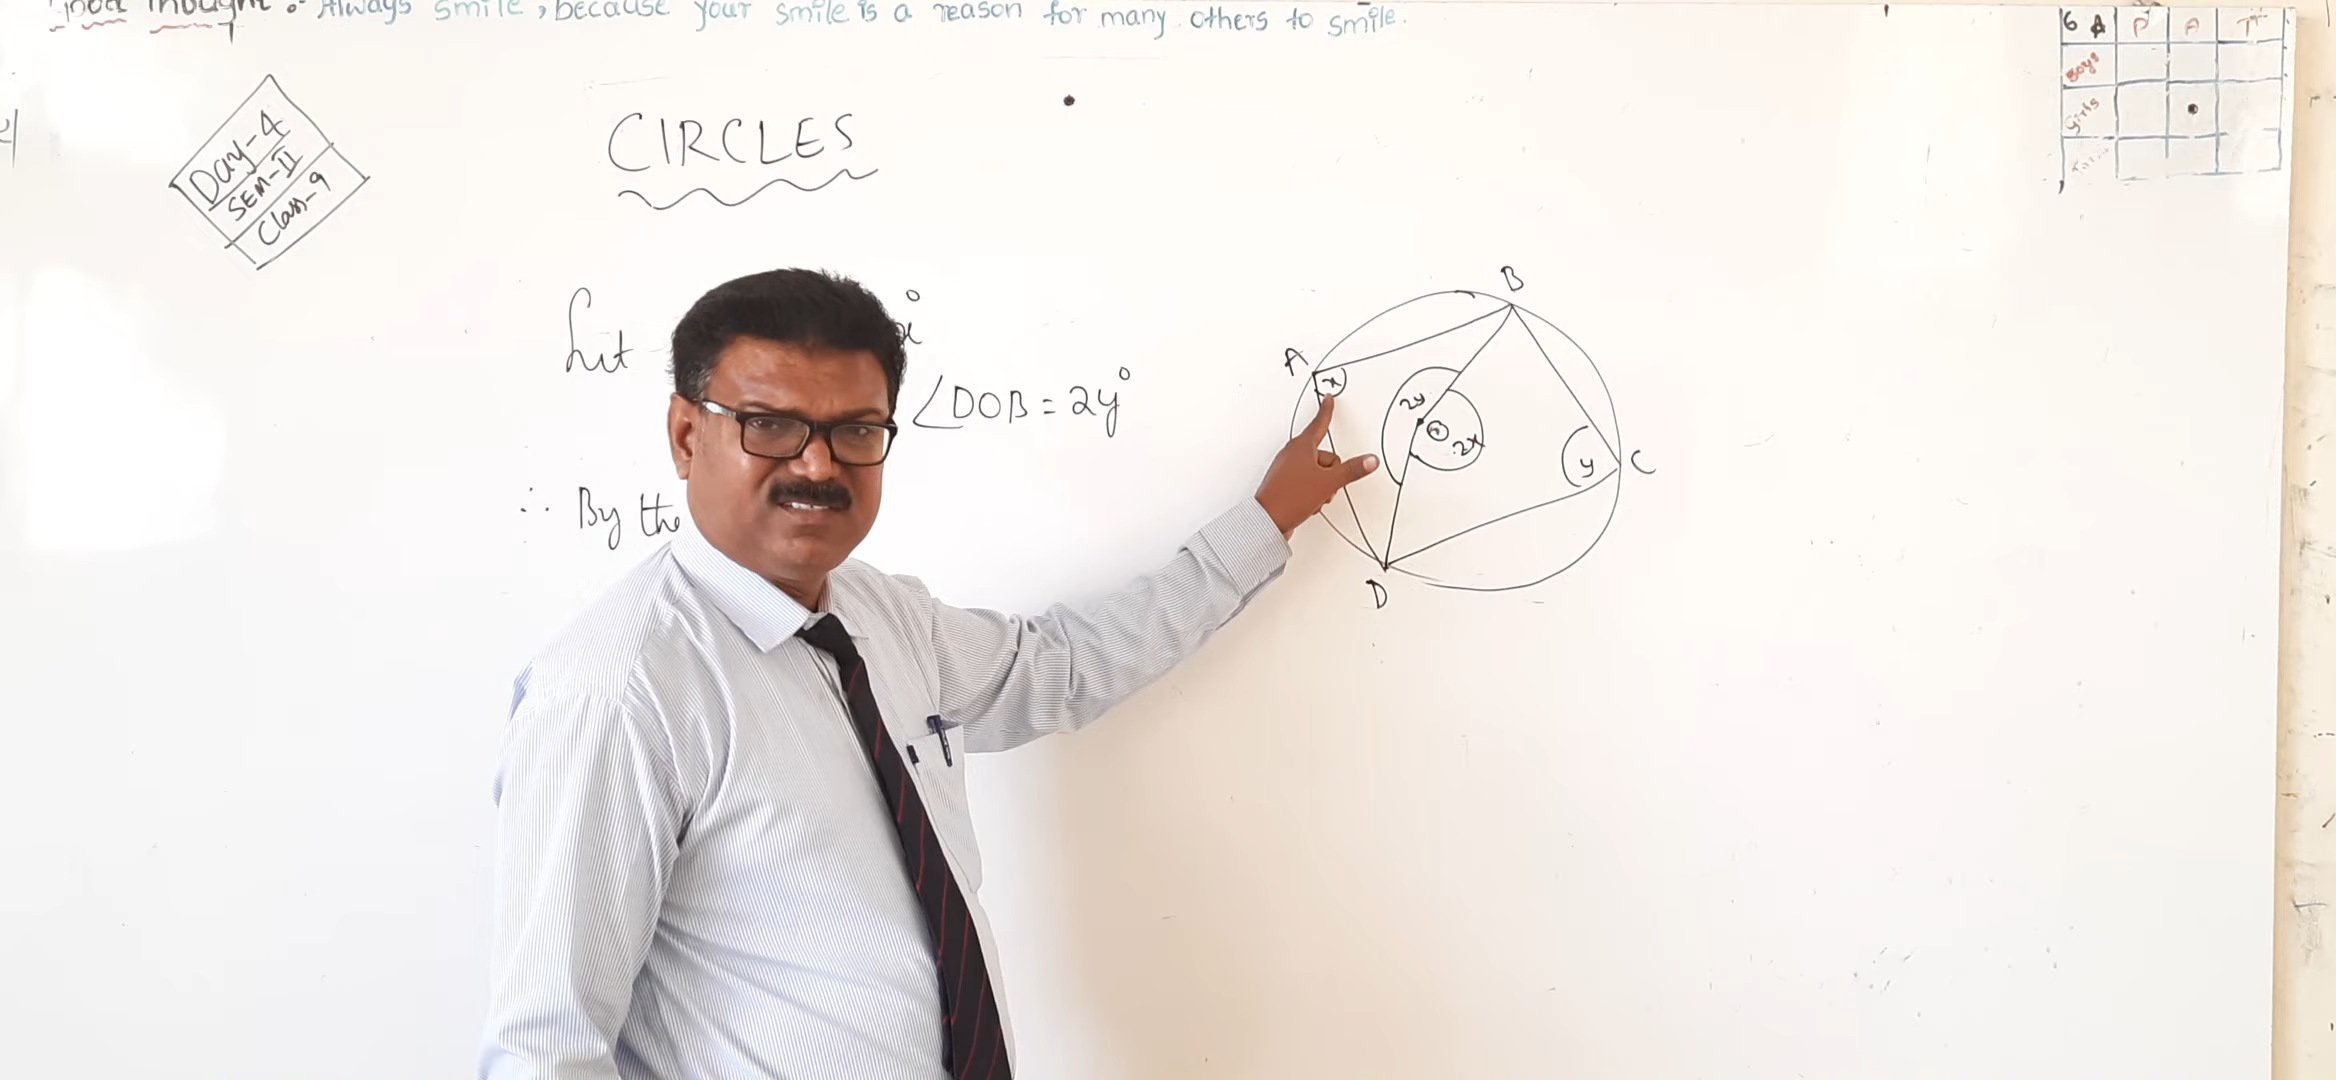 Thought :- Always smile, because your smile is a reason for many others to smile.
6 A P A T
Boys
Girls
Day-4
SEM-II
Class-9
CIRCLES
x°
∠DOB = 2y°
∴ By the
A
B
C
D
x
2y
2x
y